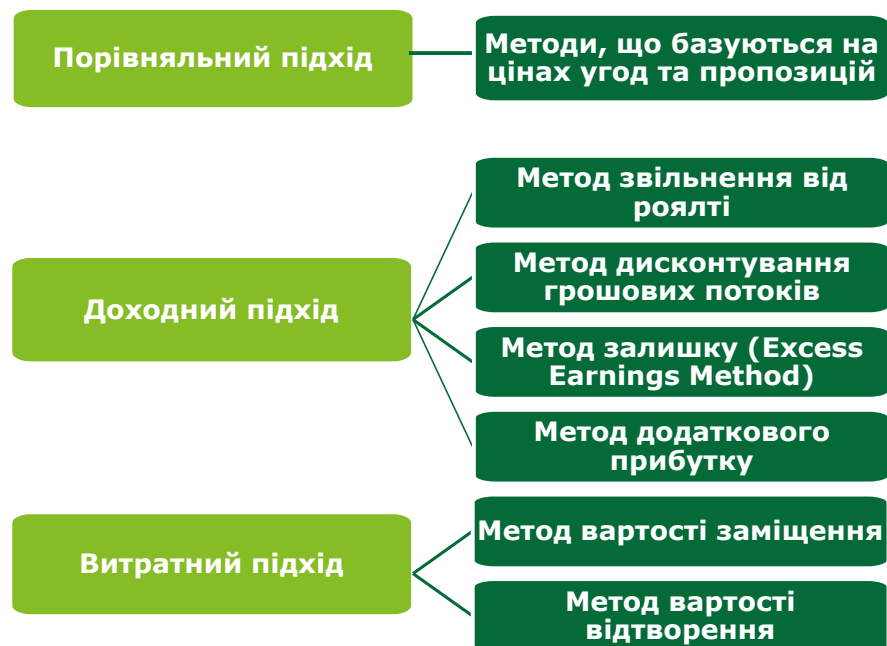 Порівняльний підхід
Методи, що базуються на
цінах угод та пропозицій
Доходний підхід
Метод звільнення від
роялті
Метод дисконтування
грошових потоків
Метод залишку (Excess
Earnings Method)
Метод додаткового
прибутку
Витратний підхід
Метод вартості заміщення
Метод вартості
відтворення